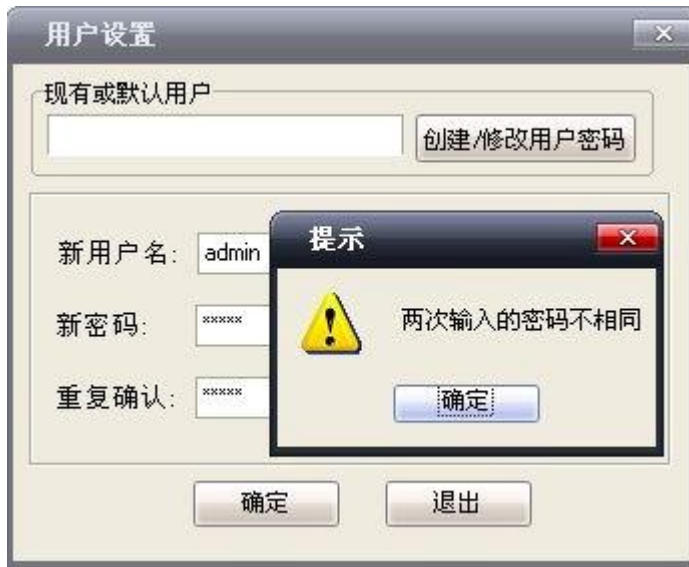 用户设置
现有或默认用户
创建/修改用户密码
新用户名: admin
提示
新密码: *****
两次输入的密码不相同
重复确认: *****
确定
确定
退出